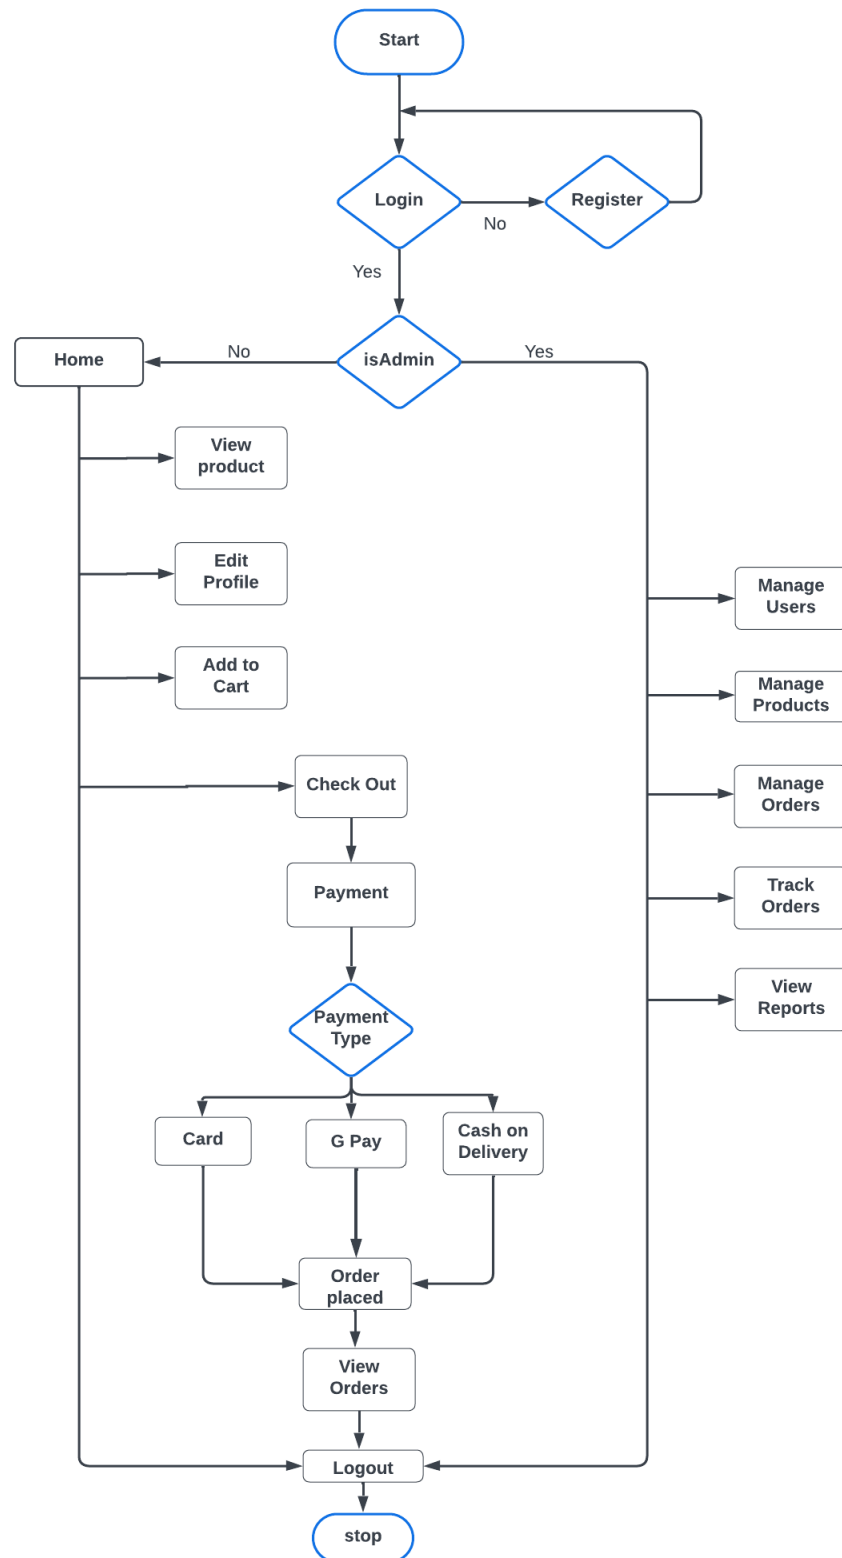 Start
Login
No
Register
Yes
Home
No
isAdmin
Yes
View
product
Edit
Profile
Add to
Cart
Manage
Users
Manage
Products
Check Out
Manage
Orders
Payment
Track
Orders
View
Reports
Payment
Type
Card
G Pay
Cash on
Delivery
Order
placed
View
Orders
Logout
stop